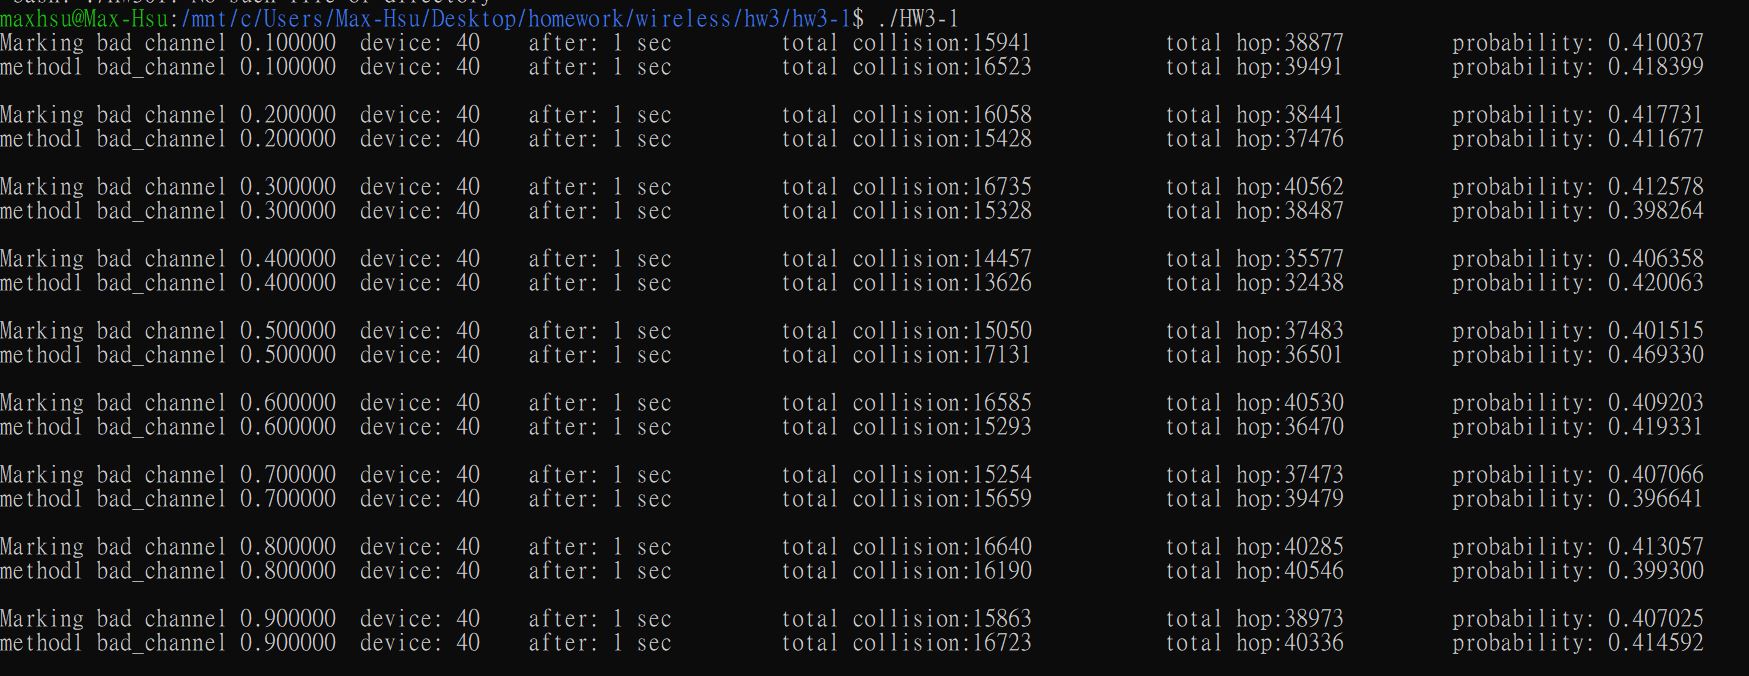 maxhsu@Max-Hsu:/mnt/c/Users/Max-Hsu/Desktop/homework/wireless/hw3/hw3-1$ ./HW3-1
Marking bad channel 0.100000  device: 40    after: 1 sec         total collision:15941           total hop:38877         probability: 0.410037
method1 bad_channel 0.100000  device: 40    after: 1 sec         total collision:16523           total hop:39491         probability: 0.418399
Marking bad channel 0.200000  device: 40    after: 1 sec         total collision:16058           total hop:38441         probability: 0.417731
method1 bad_channel 0.200000  device: 40    after: 1 sec         total collision:15428           total hop:37476         probability: 0.411677
Marking bad channel 0.300000  device: 40    after: 1 sec         total collision:16735           total hop:40562         probability: 0.412578
method1 bad_channel 0.300000  device: 40    after: 1 sec         total collision:15328           total hop:38487         probability: 0.398264
Marking bad channel 0.400000  device: 40    after: 1 sec         total collision:14457           total hop:35577         probability: 0.406358
method1 bad_channel 0.400000  device: 40    after: 1 sec         total collision:13626           total hop:32438         probability: 0.420063
Marking bad channel 0.500000  device: 40    after: 1 sec         total collision:15050           total hop:37483         probability: 0.401515
method1 bad_channel 0.500000  device: 40    after: 1 sec         total collision:17131           total hop:36501         probability: 0.469330
Marking bad channel 0.600000  device: 40    after: 1 sec         total collision:16585           total hop:40530         probability: 0.409203
method1 bad_channel 0.600000  device: 40    after: 1 sec         total collision:15293           total hop:36470         probability: 0.419331
Marking bad channel 0.700000  device: 40    after: 1 sec         total collision:15254           total hop:37473         probability: 0.407066
method1 bad_channel 0.700000  device: 40    after: 1 sec         total collision:15659           total hop:39479         probability: 0.396641
Marking bad channel 0.800000  device: 40    after: 1 sec         total collision:16640           total hop:40285         probability: 0.413057
method1 bad_channel 0.800000  device: 40    after: 1 sec         total collision:16190           total hop:40546         probability: 0.399300
Marking bad channel 0.900000  device: 40    after: 1 sec         total collision:15863           total hop:38973         probability: 0.407025
method1 bad_channel 0.900000  device: 40    after: 1 sec         total collision:16723           total hop:40336         probability: 0.414592